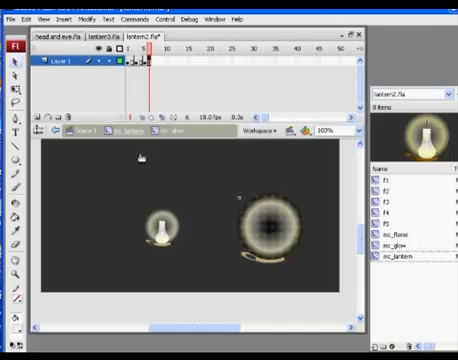 File Edit View Insert Modify Text Commands Control Debug Window Help
head and eye.fla lantern3.fla lantern2.fla*
1 5 10 15 20 25 30 35 40 45 50
Layer 1
6 18.0 fps 0.3s
Scene 1 mc_lantern mc_glow Workspace 100%
Fl
lantern2.fla
8 items
Name
f1
f2
f3
f4
f5
mc_flame
mc_glow
mc_lantern